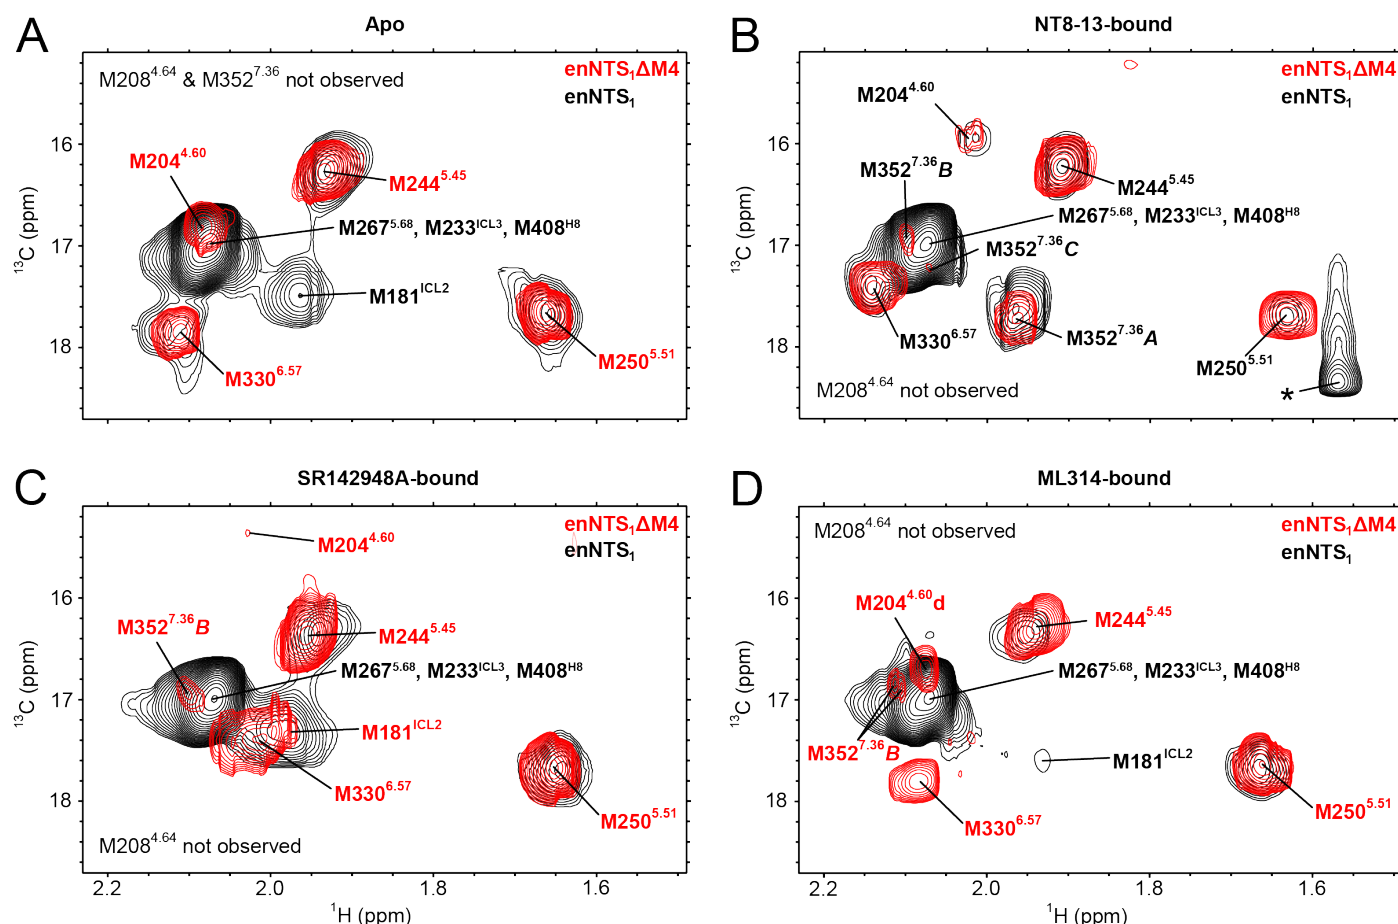 A
Apo
M208^4.64 & M352^7.36 not observed
enNTS₁ΔM4
enNTS₁
M204^4.60
M244^5.45
M267^5.68, M233^ICL3, M408^H8
M181^ICL2
M250^5.51
M330^6.57
16
17
18
13C (ppm)
B
NT8-13-bound
enNTS₁ΔM4
enNTS₁
M204^4.60
M352^7.36B
M244^5.45
M267^5.68, M233^ICL3, M408^H8
M352^7.36C
M330^6.57
M352^7.36A
M250^5.51
*
M208^4.64 not observed
16
17
18
13C (ppm)
C
SR142948A-bound
enNTS₁ΔM4
enNTS₁
M204^4.60
M352^7.36B
M244^5.45
M267^5.68, M233^ICL3, M408^H8
M181^ICL2
M330^6.57
M250^5.51
M208^4.64 not observed
16
17
18
13C (ppm)
2.2 2.0 1.8 1.6
1H (ppm)
D
ML314-bound
M208^4.64 not observed
enNTS₁ΔM4
enNTS₁
M204^4.60d
M244^5.45
M267^5.68, M233^ICL3, M408^H8
M352^7.36B
M181^ICL2
M250^5.51
M330^6.57
16
17
18
13C (ppm)
2.2 2.0 1.8 1.6
1H (ppm)